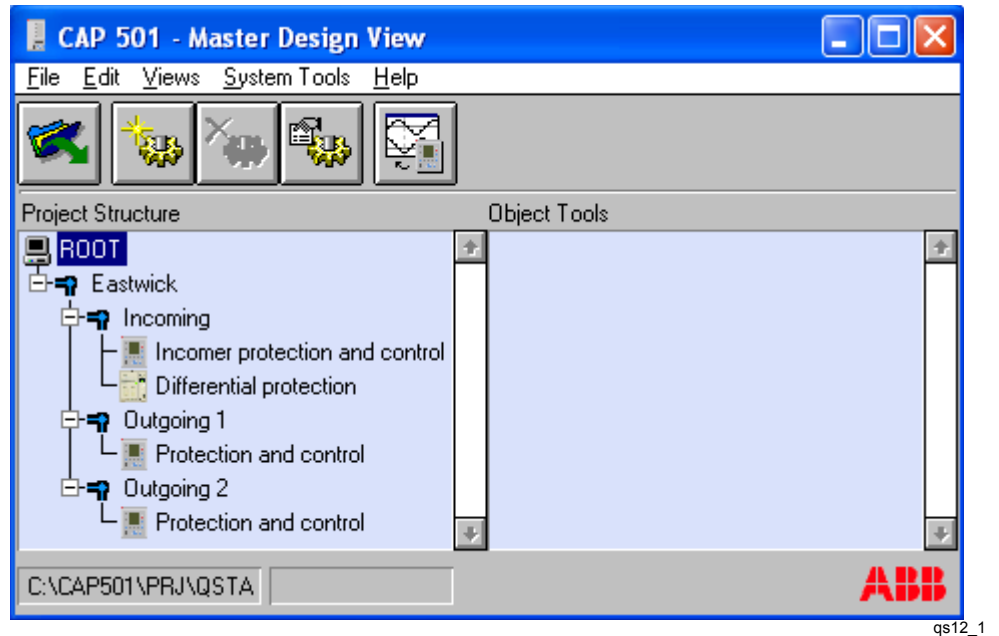 CAP 501 - Master Design View
File Edit Views System Tools Help
Project Structure Object Tools
ROOT
Eastwick
Incoming
Incomer protection and control
Differential protection
Outgoing 1
Protection and control
Outgoing 2
Protection and control
C:\CAP501\PRJ\QSTA ABB
qs12_1